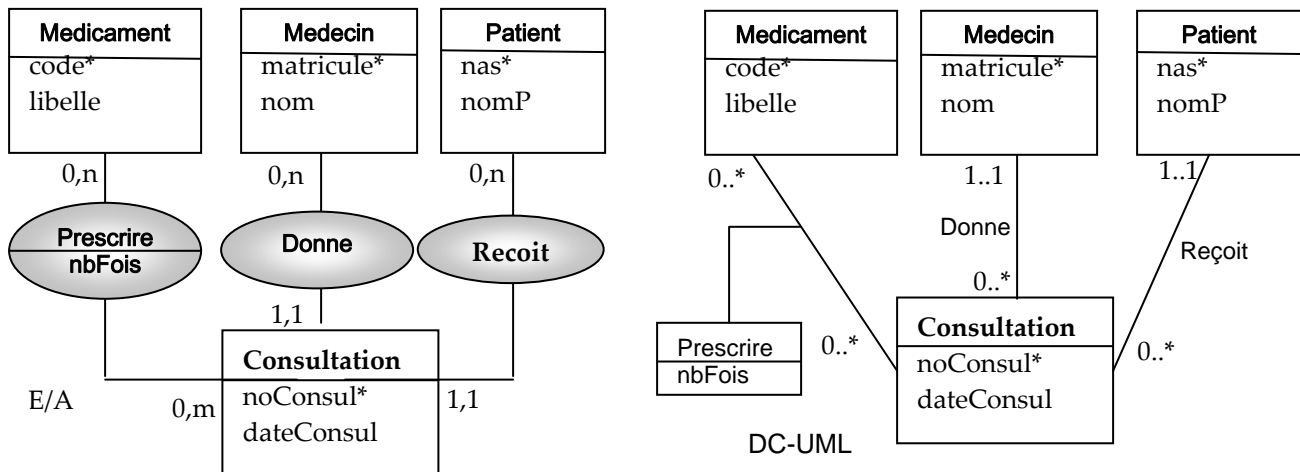 Medicament
code*
libelle
Medecin
matricule*
nom
Patient
nas*
nomP
0,n
0,n
0,n
Prescrire
nbFois
Donne
Recoit
1,1
Consultation
noConsul*
dateConsul
E/A
0,m
1,1
Medicament
code*
libelle
Medecin
matricule*
nom
Patient
nas*
nomP
0..*
1..1
1..1
Donne
Reçoit
0..*
Prescrire
nbFois
0..*
Consultation
noConsul*
dateConsul
0..*
DC-UML